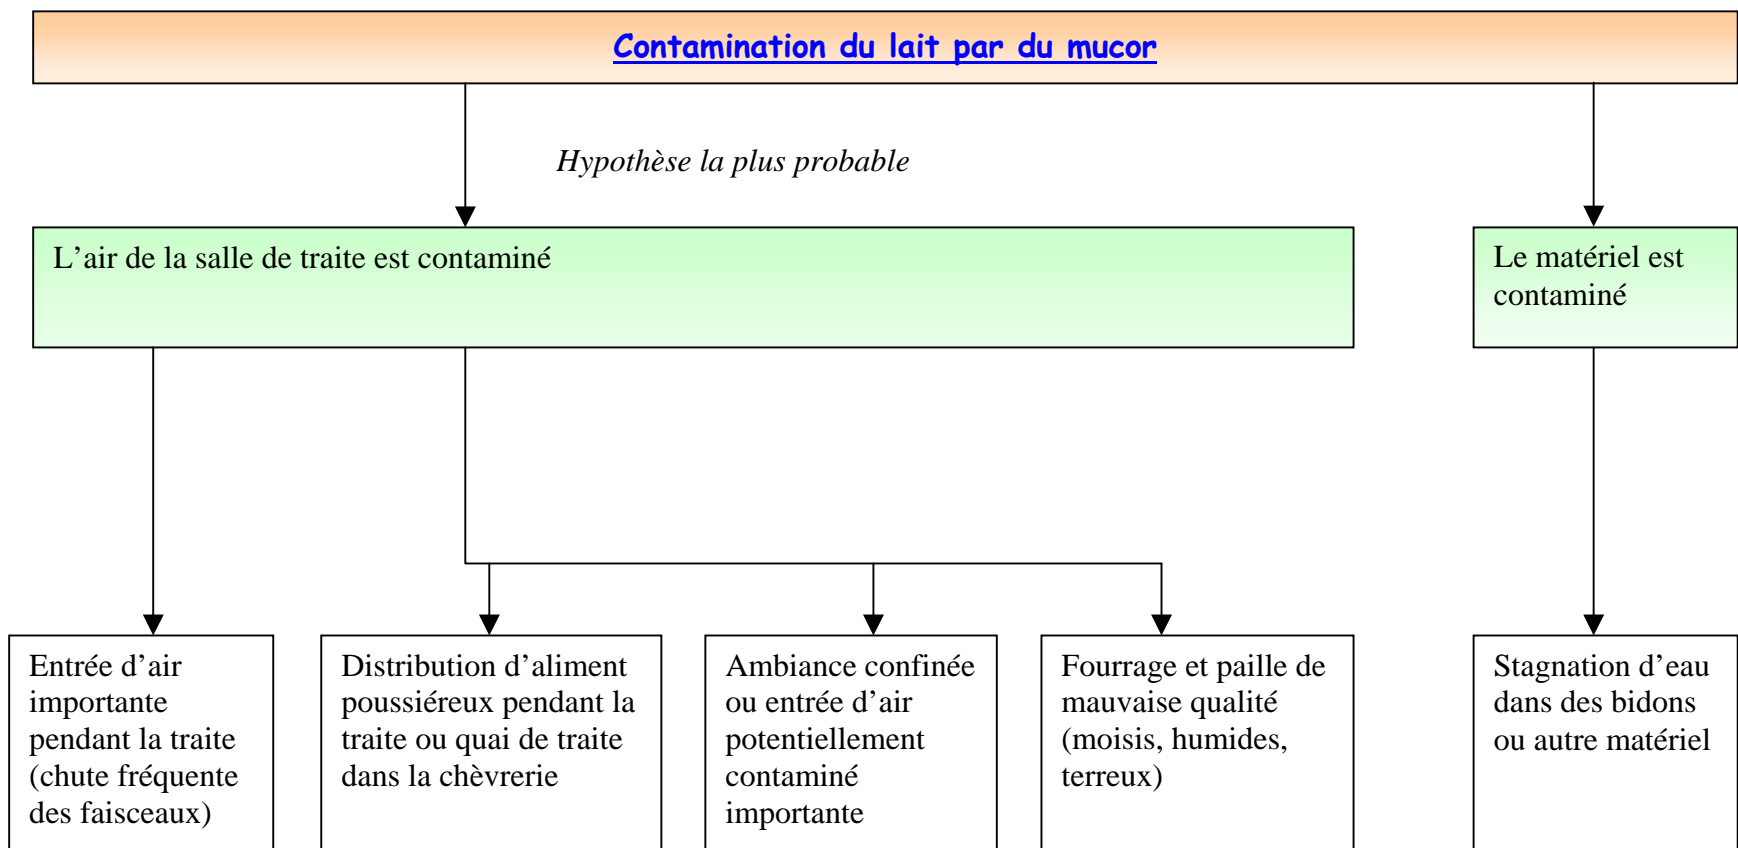 Contamination du lait par du mucor
Hypothèse la plus probable
L’air de la salle de traite est contaminé
Le matériel est
contaminé
Entrée d’air
importante
pendant la traite
(chute fréquente
des faisceaux)
Distribution d’aliment
poussiéreux pendant la
traite ou quai de traite
dans la chèvrerie
Ambiance confinée
ou entrée d’air
potentiellement
contaminé
importante
Fourrage et paille de
mauvaise qualité
(moisis, humides,
terreux)
Stagnation d’eau
dans des bidons
ou autre matériel